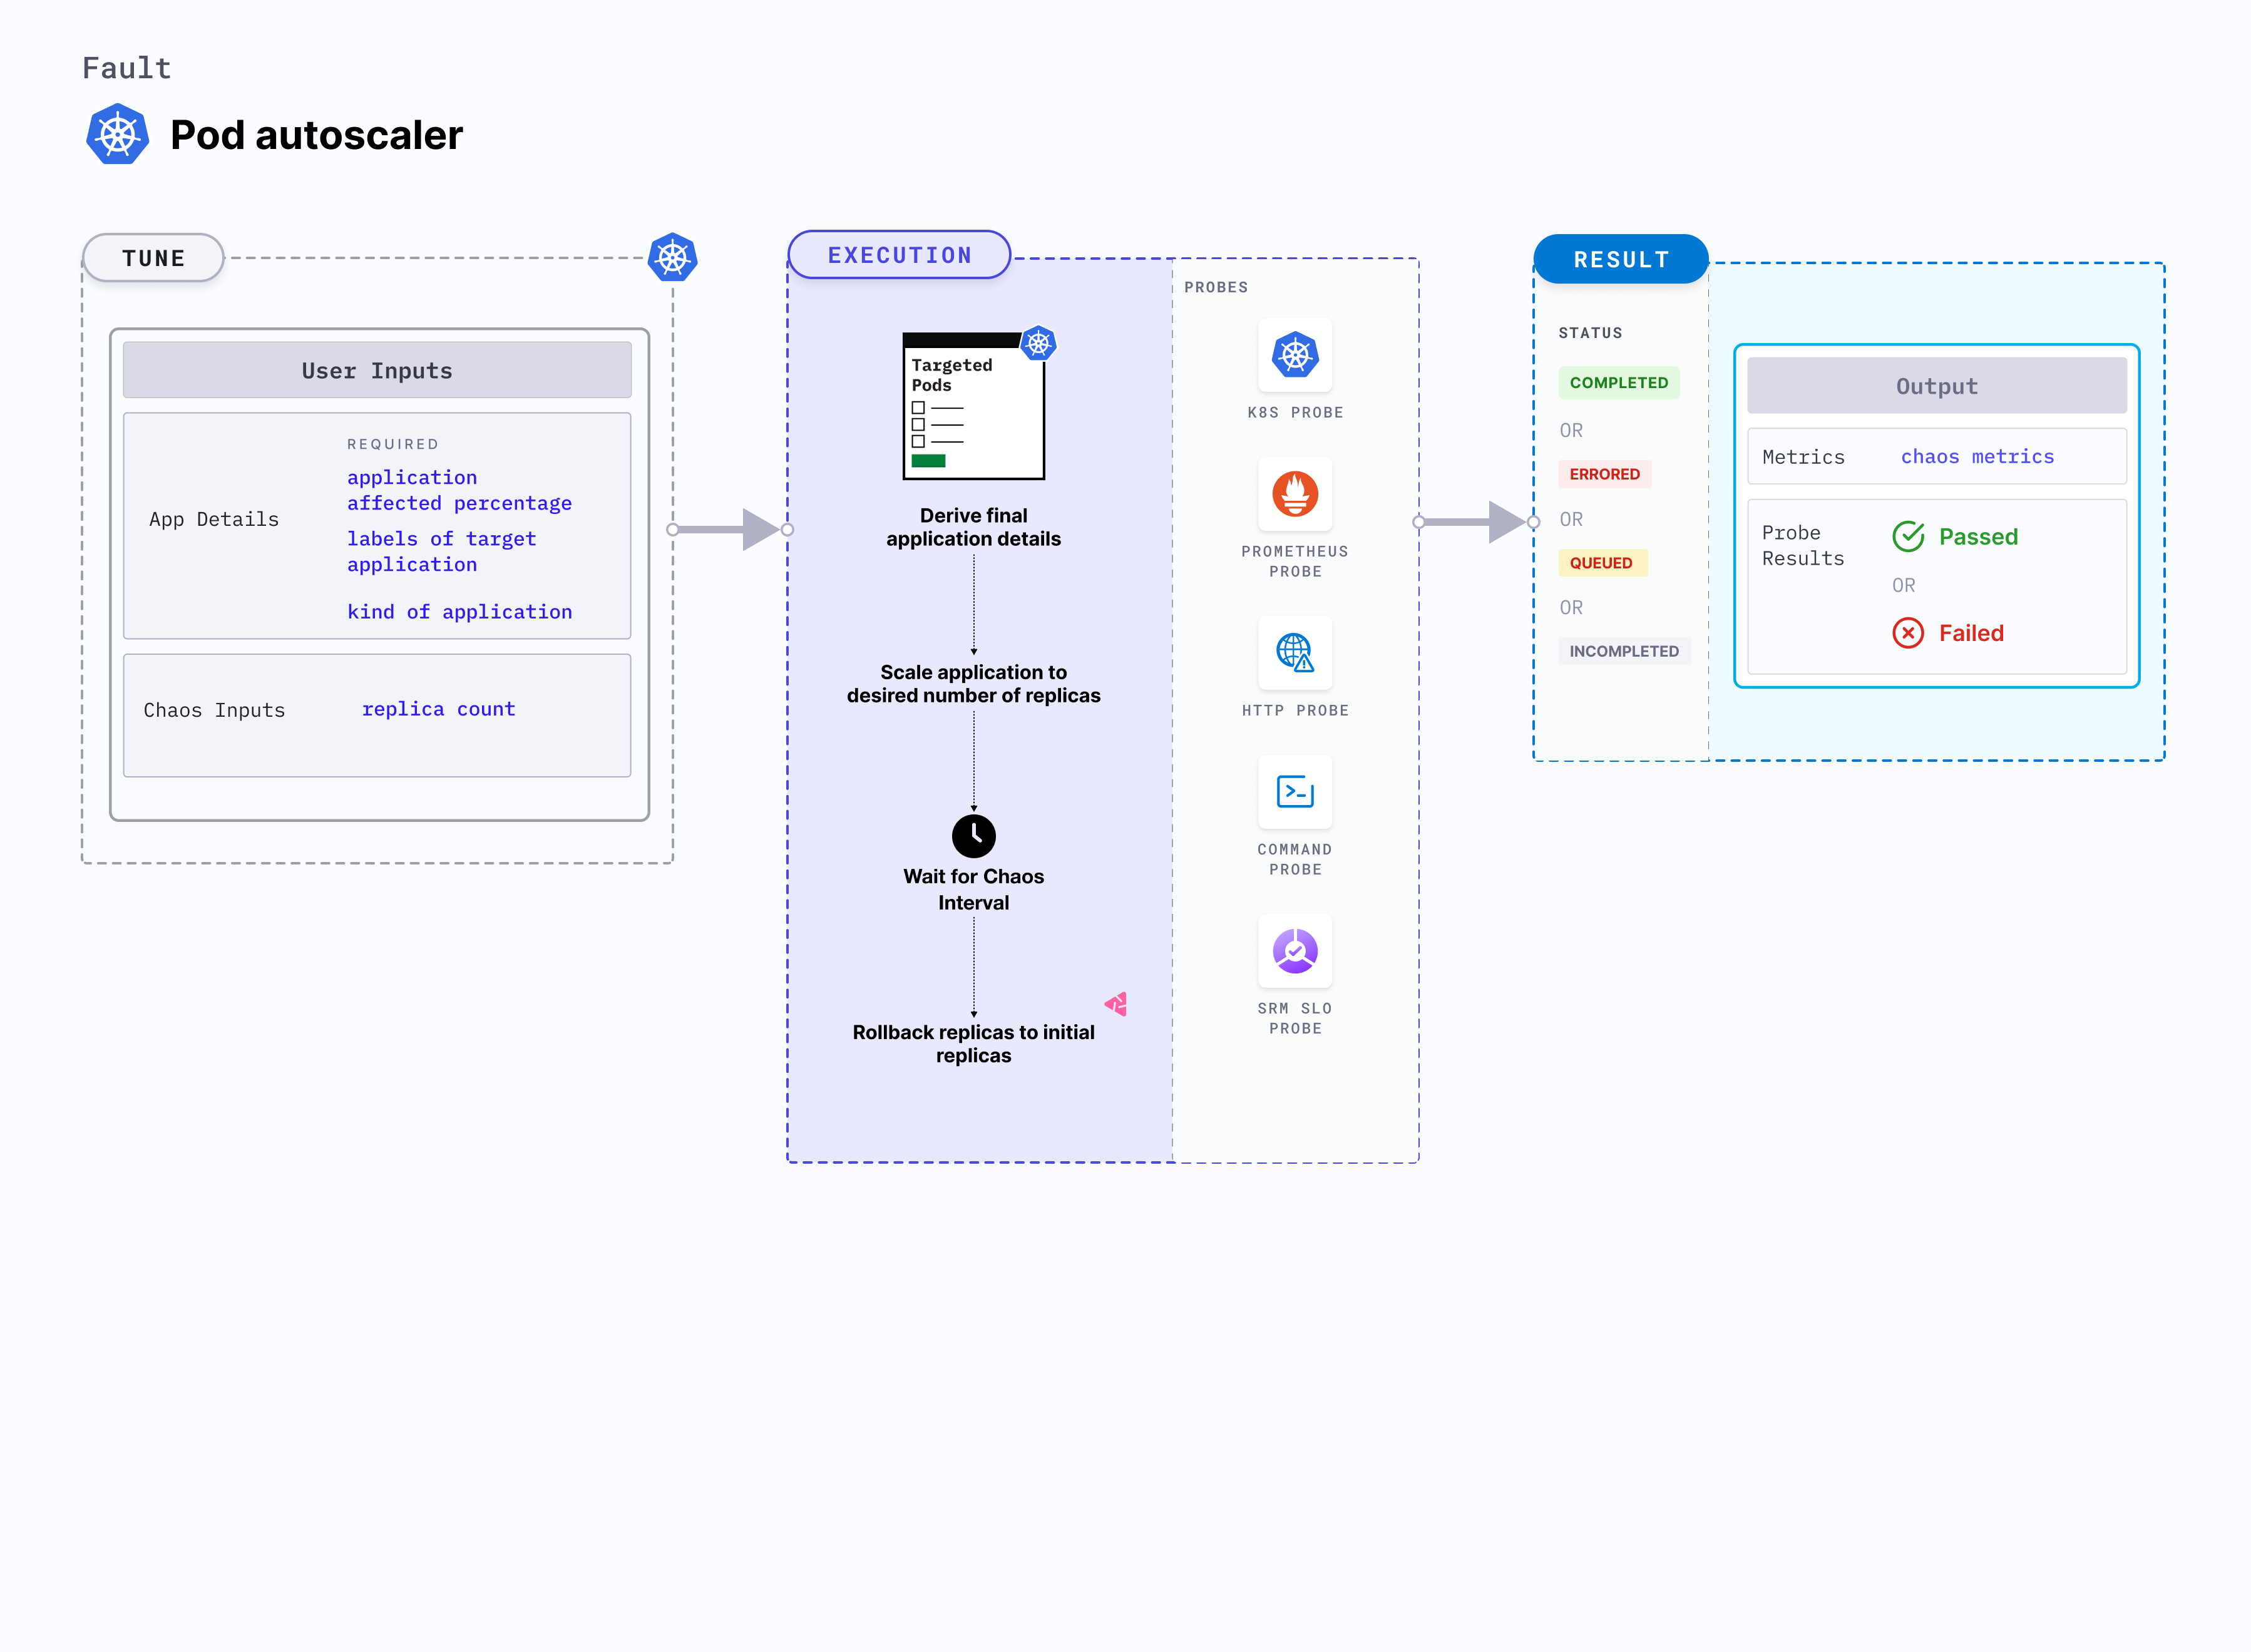 Fault
Pod autoscaler
TUNE
User Inputs
App Details
REQUIRED
application
affected percentage
labels of target
application
kind of application
Chaos Inputs
replica count
EXECUTION
Targeted
Pods
Derive final
application details
Scale application to
desired number of replicas
Wait for Chaos
Interval
Rollback replicas to initial
replicas
PROBES
K8S PROBE
PROMETHEUS
PROBE
HTTP PROBE
COMMAND
PROBE
SRM SLO
PROBE
RESULT
STATUS
COMPLETED
OR
ERRORED
OR
QUEUED
OR
INCOMPLETED
Output
Metrics
chaos metrics
Probe
Results
Passed
OR
Failed